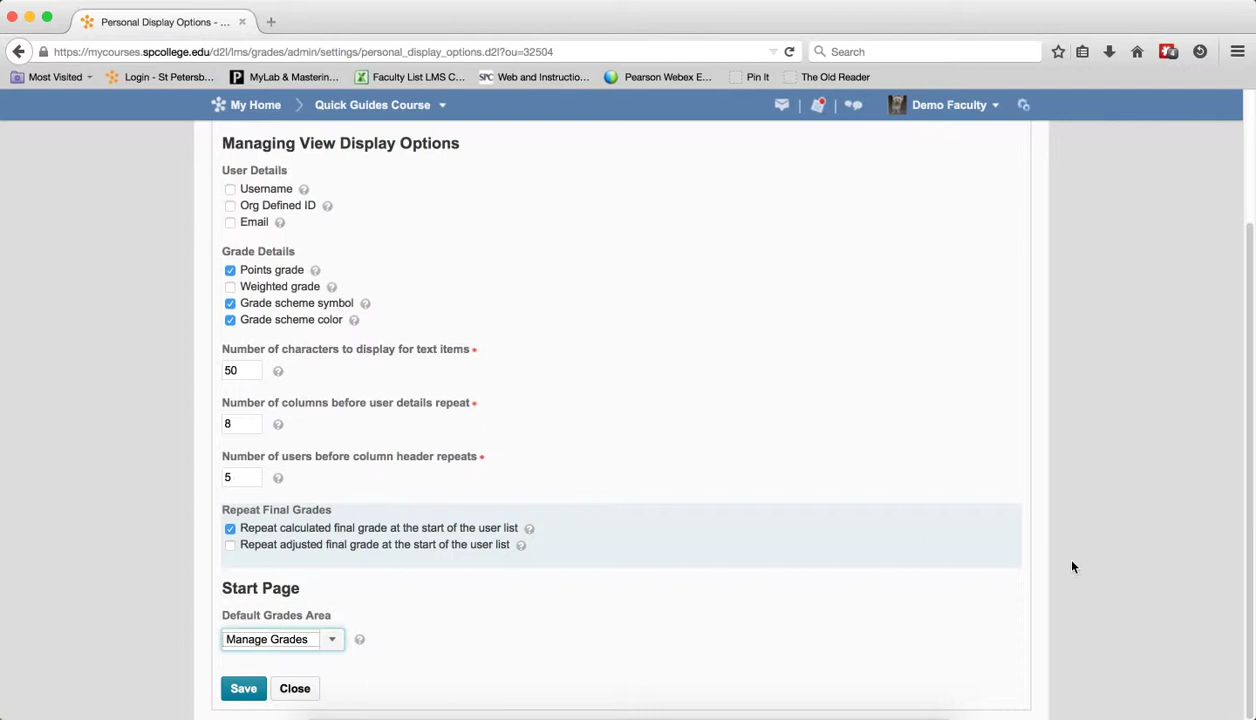 Personal Display Options - ...
https://mycourses.spcollege.edu/d2l/lms/grades/admin/settings/personal_display_options.d2l?ou=32504
Search
Most Visited
Login - St Petersb...
MyLab & Masterin...
Faculty List LMS C...
SPC Web and Instructio...
Pearson Webex E...
Pin It
The Old Reader
My Home
Quick Guides Course
Demo Faculty
Managing View Display Options
User Details
Username
Org Defined ID
Email
Grade Details
Points grade
Weighted grade
Grade scheme symbol
Grade scheme color
Number of characters to display for text items *
50
Number of columns before user details repeat *
8
Number of users before column header repeats *
5
Repeat Final Grades
Repeat calculated final grade at the start of the user list
Repeat adjusted final grade at the start of the user list
Start Page
Default Grades Area
Manage Grades
Save Close